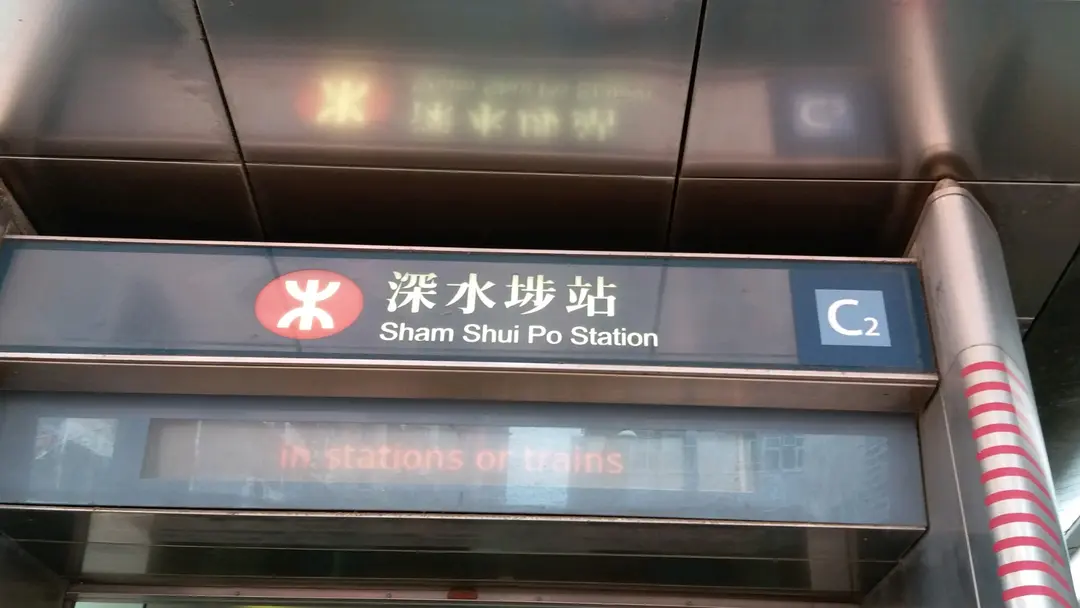 深水埗站
Sham Shui Po Station
C2
in stations or trains